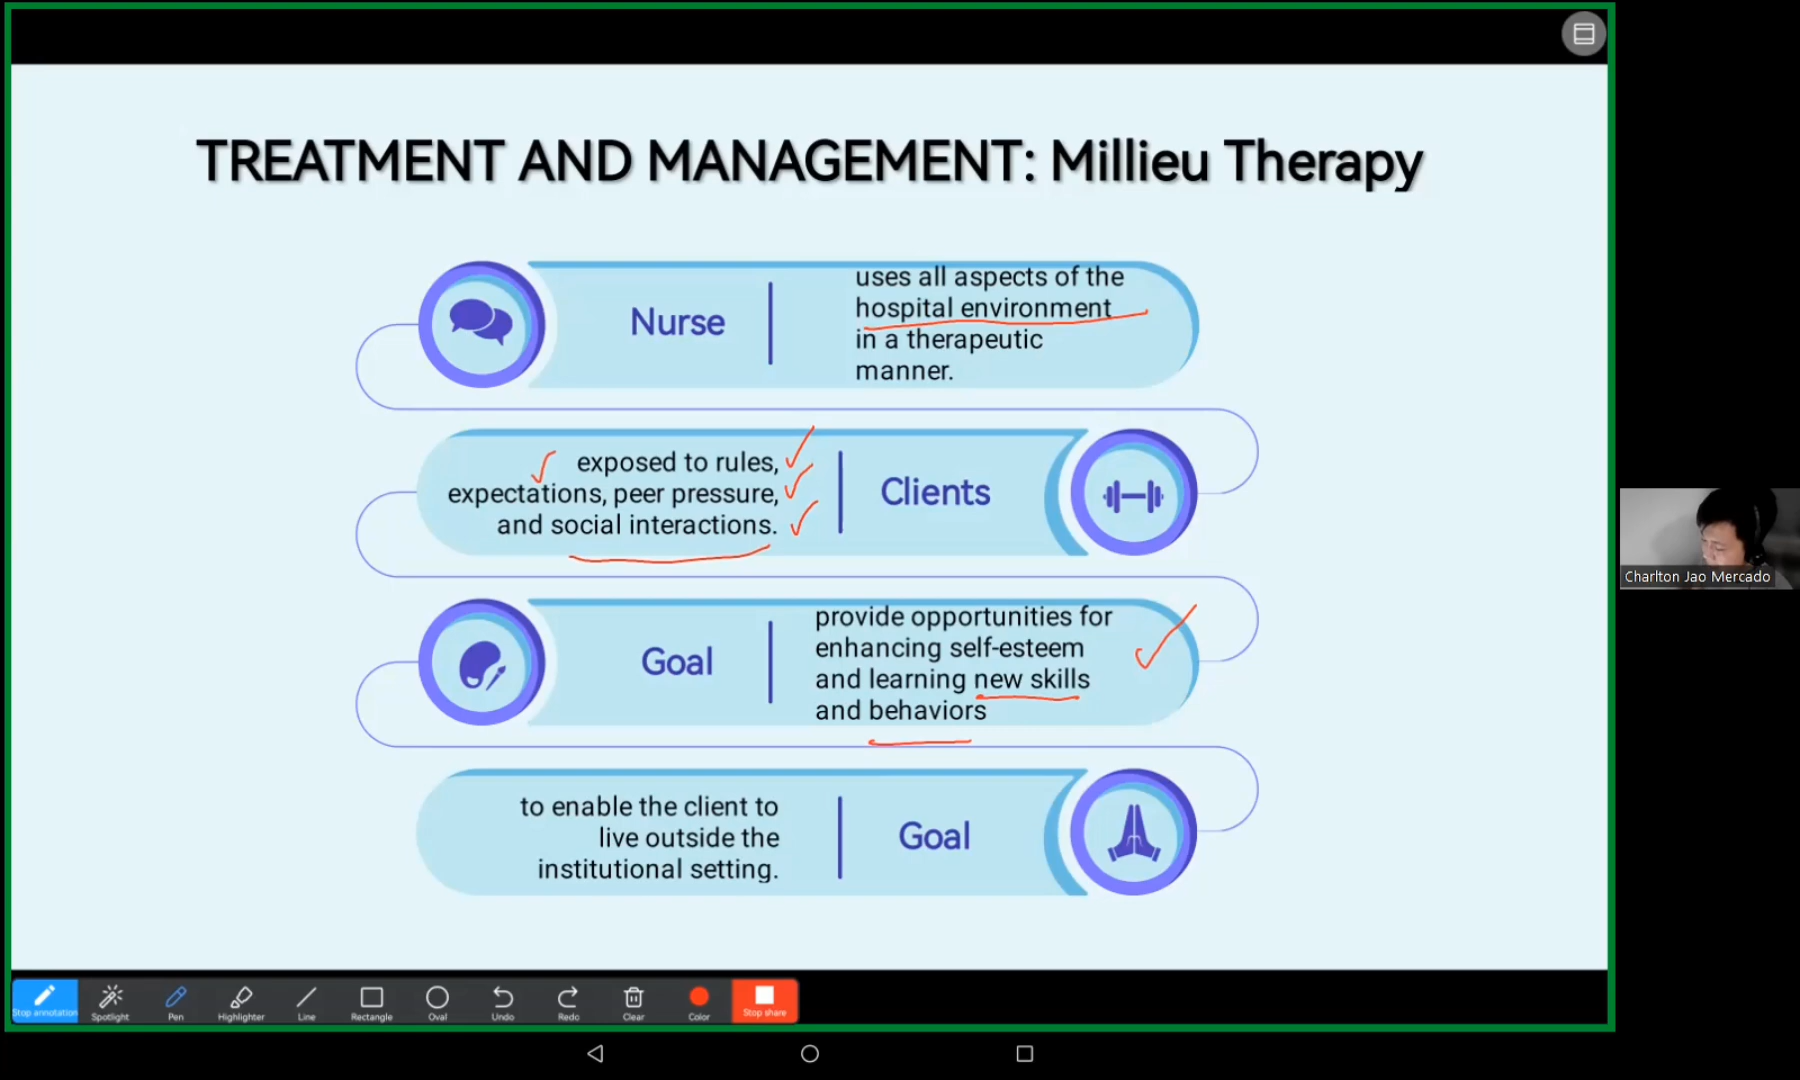 TREATMENT AND MANAGEMENT: Millieu Therapy
Nurse
uses all aspects of the
hospital environment
in a therapeutic
manner.
exposed to rules,
expectations, peer pressure,
and social interactions.
Clients
Goal
provide opportunities for
enhancing self-esteem
and learning new skills
and behaviors
to enable the client to
live outside the
institutional setting.
Goal
Charlton Jao Mercado
Stop annotation
Spotlight
Pen
Highlighter
Line
Rectangle
Oval
Undo
Redo
Clear
Color
Stop share